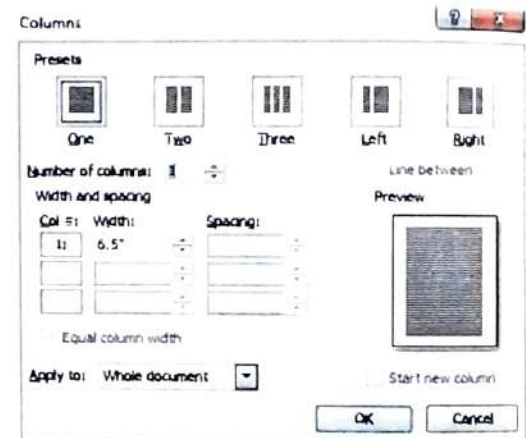 Columns
Presets
One Two Three Left Right
Number of columns: 1 Line between
Width and spacing Preview
Col #: Width: Spacing:
1: 6.5"
Equal column width
Apply to: Whole document Start new column
OK Cancel